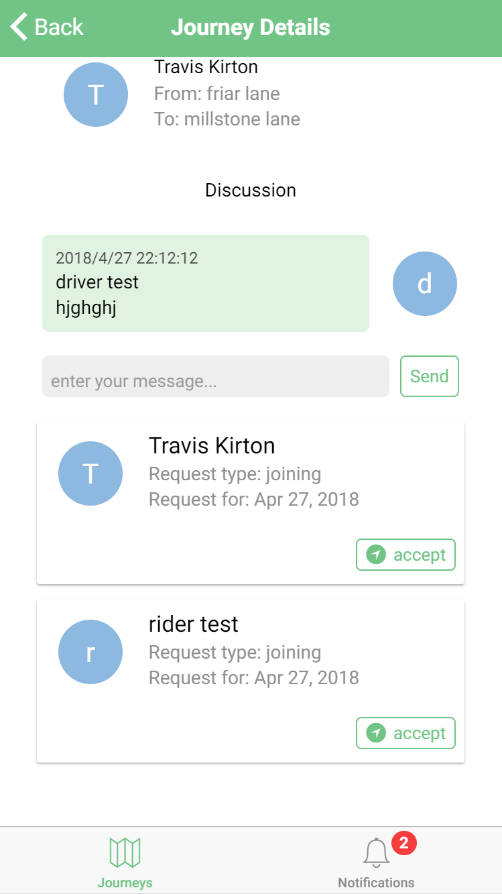 Back
Journey Details
T
Travis Kirton
From: friar lane
To: millstone lane
Discussion
2018/4/27 22:12:12
driver test
hjghghj
d
enter your message...
Send
T
Travis Kirton
Request type: joining
Request for: Apr 27, 2018
accept
r
rider test
Request type: joining
Request for: Apr 27, 2018
accept
2
Journeys
Notifications